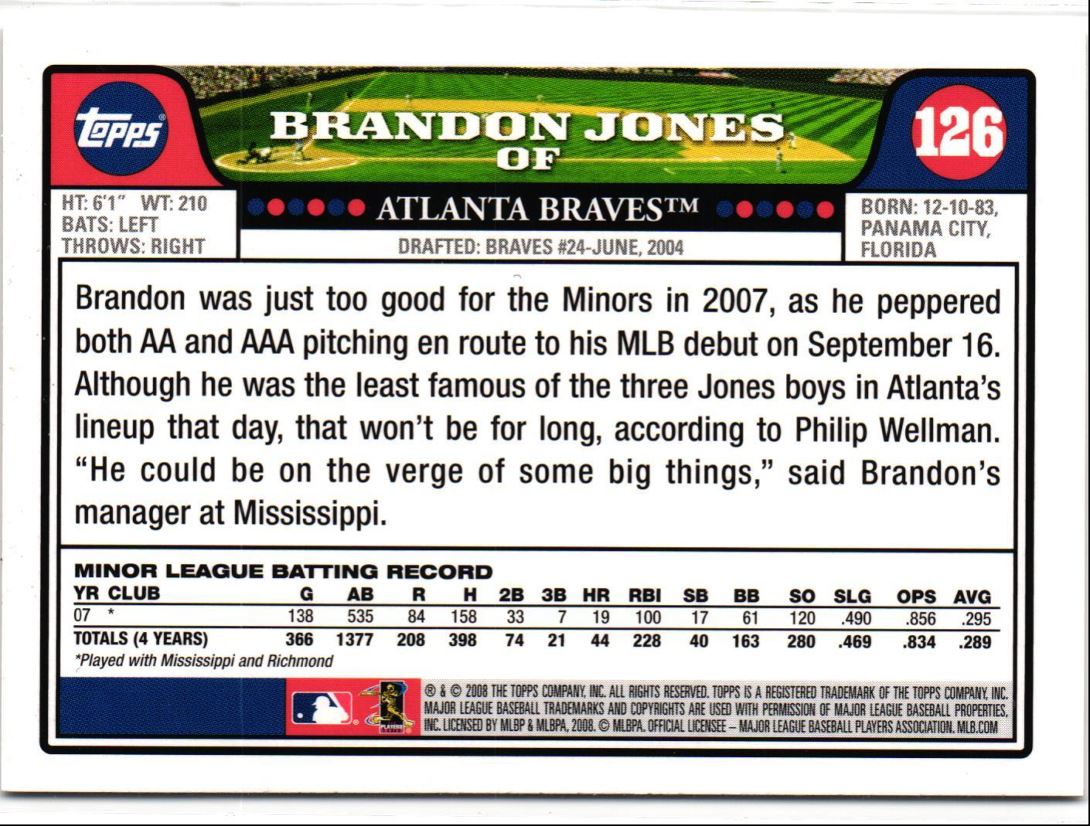 topps
BRANDON JONES
OF
126
HT: 6'1" WT: 210
BATS: LEFT
THROWS: RIGHT
ATLANTA BRAVES™
DRAFTED: BRAVES #24-JUNE, 2004
BORN: 12-10-83,
PANAMA CITY,
FLORIDA
Brandon was just too good for the Minors in 2007, as he peppered
both AA and AAA pitching en route to his MLB debut on September 16.
Although he was the least famous of the three Jones boys in Atlanta's
lineup that day, that won't be for long, according to Philip Wellman.
“He could be on the verge of some big things,” said Brandon's
manager at Mississippi.
MINOR LEAGUE BATTING RECORD
YR CLUB G AB R H 2B 3B HR RBI SB BB SO SLG OPS AVG
07 * 138 535 84 158 33 7 19 100 17 61 120 .490 .856 .295
TOTALS (4 YEARS) 366 1377 208 398 74 21 44 228 40 163 280 .469 .834 .289
*Played with Mississippi and Richmond
PLAYERS
® & © 2008 THE TOPPS COMPANY, INC. ALL RIGHTS RESERVED. TOPPS IS A REGISTERED TRADEMARK OF THE TOPPS COMPANY, INC.
MAJOR LEAGUE BASEBALL TRADEMARKS AND COPYRIGHTS ARE USED WITH PERMISSION OF MAJOR LEAGUE BASEBALL PROPERTIES,
INC. LICENSED BY MLBP & MLBPA, 2008. © MLBPA. OFFICIAL LICENSEE – MAJOR LEAGUE BASEBALL PLAYERS ASSOCIATION. MLB.COM